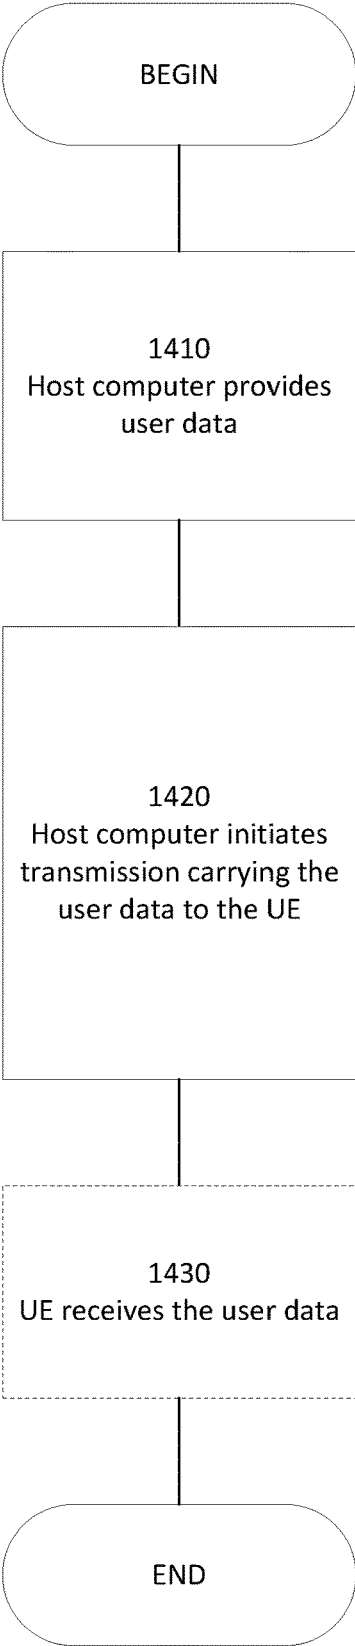 BEGIN
1410
Host computer provides
user data
1420
Host computer initiates
transmission carrying the
user data to the UE
1430
UE receives the user data
END